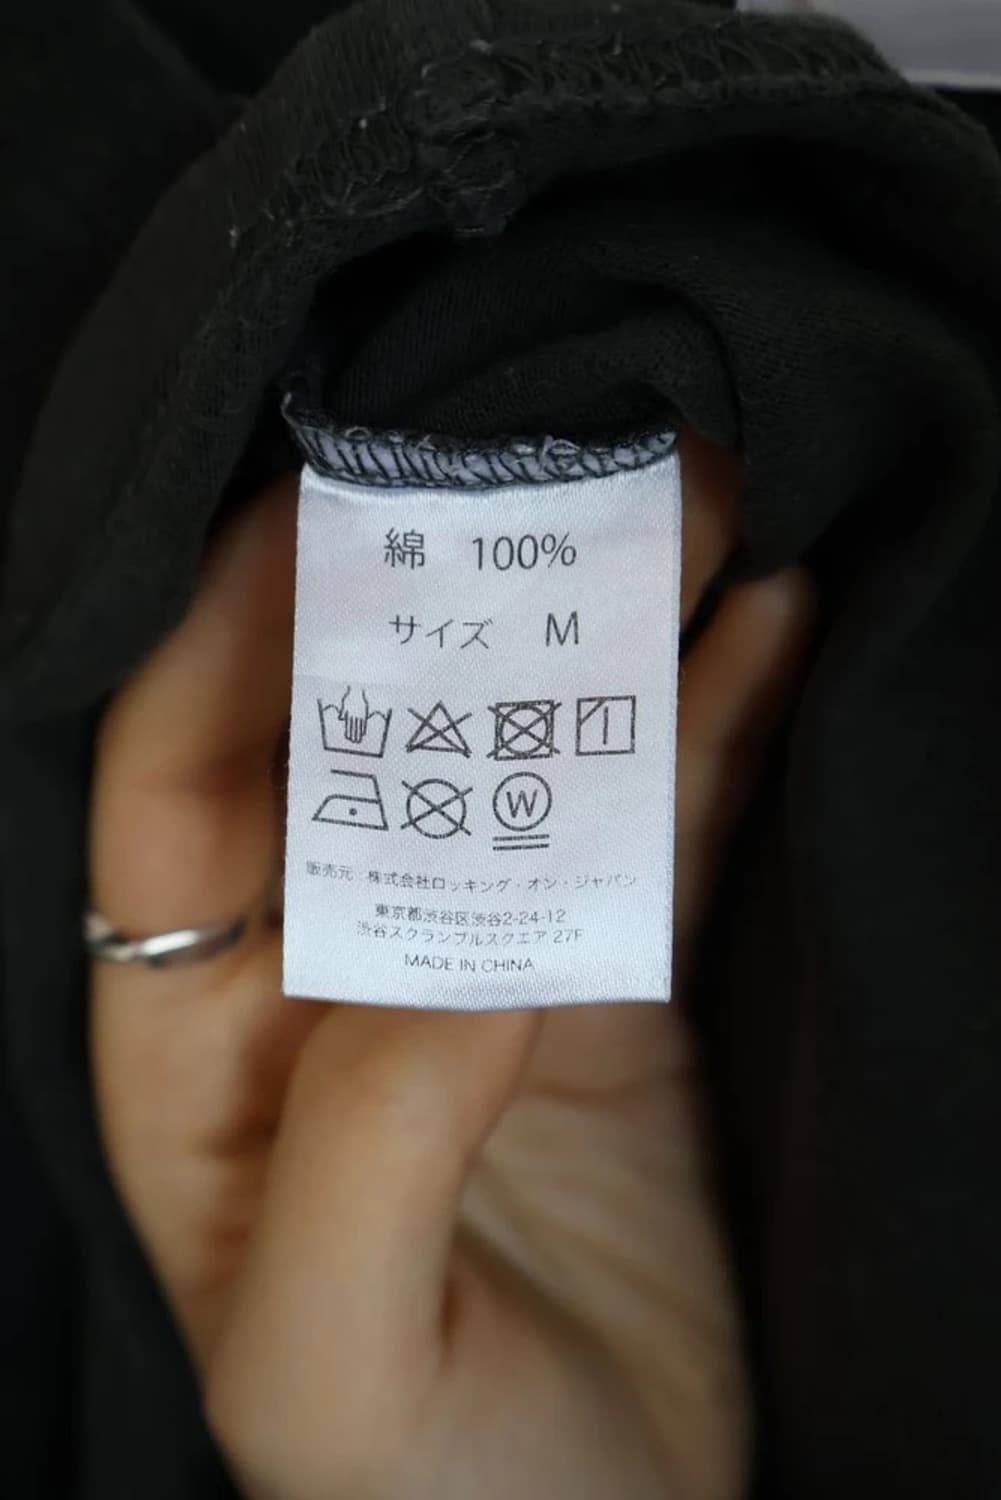 綿 100%
サイズ M
W
販売元：株式会社ロッキング・オン・ジャパン
東京都渋谷区渋谷2-24-12
渋谷スクランブルスクエア 27F
MADE IN CHINA